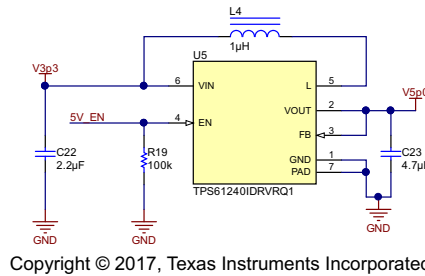 L4
1µH
U5
V3p3
6
VIN
L
5
VOUT
2
V5p0
5V_EN
4
EN
FB
3
C22
2.2µF
R19
100k
GND
1
PAD
7
C23
4.7µ
TPS61240IDRVRQ1
GND
GND
GND
Copyright © 2017, Texas Instruments Incorporated